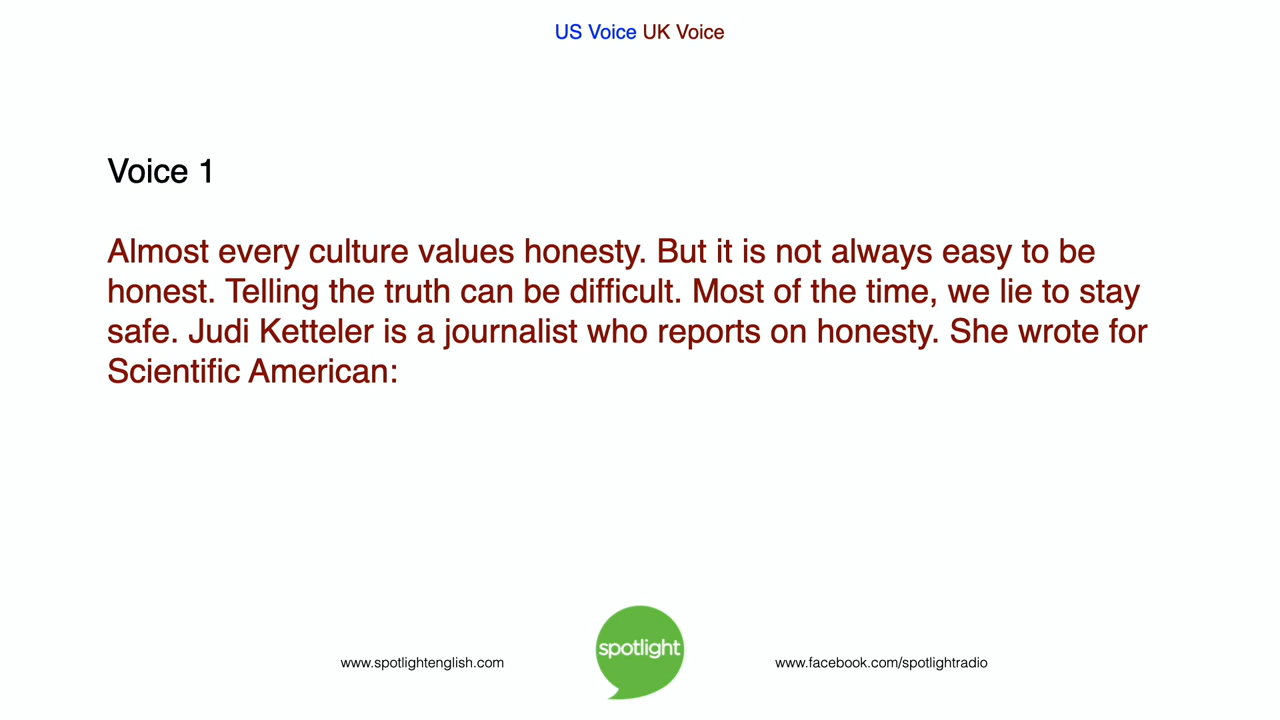 US Voice UK Voice
Voice 1
Almost every culture values honesty. But it is not always easy to be
honest. Telling the truth can be difficult. Most of the time, we lie to stay
safe. Judi Ketteler is a journalist who reports on honesty. She wrote for
Scientific American:
www.spotlightenglish.com
spotlight
www.facebook.com/spotlightradio